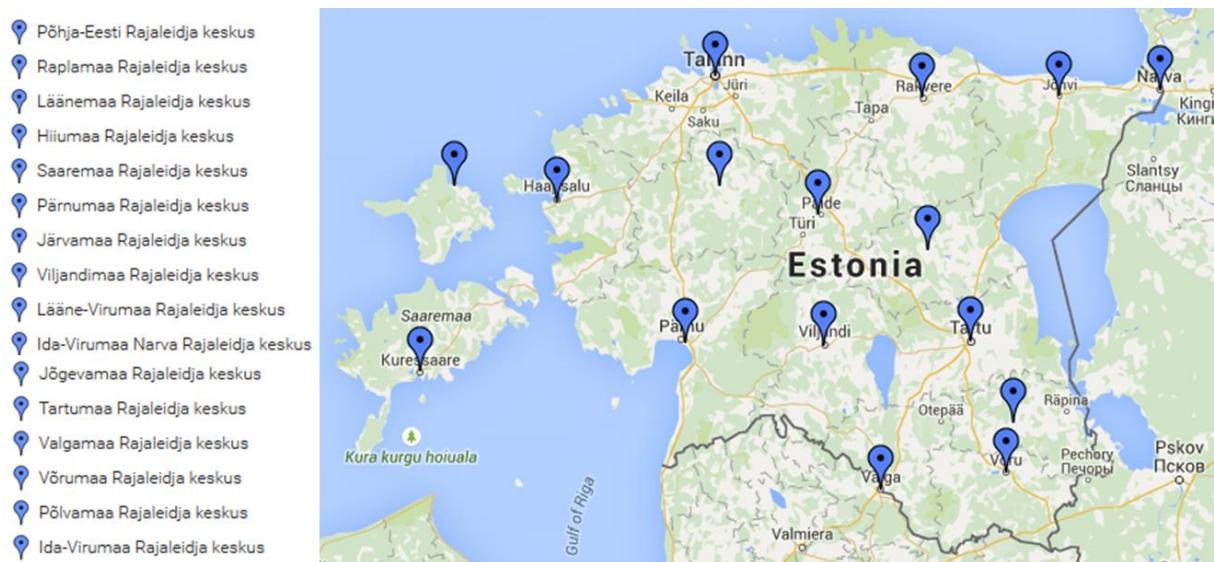 Põhja-Eesti Rajaleidja keskus
Raplamaa Rajaleidja keskus
Läänemaa Rajaleidja keskus
Hiiumaa Rajaleidja keskus
Saaremaa Rajaleidja keskus
Pärnumaa Rajaleidja keskus
Järvamaa Rajaleidja keskus
Viljandimaa Rajaleidja keskus
Lääne-Virumaa Rajaleidja keskus
Ida-Virumaa Narva Rajaleidja keskus
Jõgevamaa Rajaleidja keskus
Tartumaa Rajaleidja keskus
Valgamaa Rajaleidja keskus
Võrumaa Rajaleidja keskus
Põlvamaa Rajaleidja keskus
Ida-Virumaa Rajaleidja keskus
Tallinn
Keila
Jüri
Saku
Rakvere
Tapa
Jõhvi
Narva
Kingi
Кинги
Slantsy
Сланцы
Haapsalu
Paide
Türi
Estonia
Saaremaa
Kuressaare
Pärnu
Viljandi
Tartu
Otepää
Räpina
Kura kurgu hoiuala
Gulf of Riga
Valga
Võru
Pechory
Печоры
Pskov
Псков
Valmiera